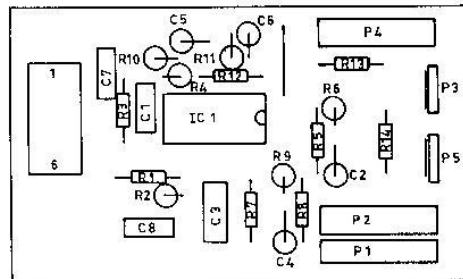 C5 C6 P4
R10 R11
1 C7 R4 R12 R13 P3
R3 C1 R6
IC 1 R5 R14 P5
6 R1 R9 C2
R2 C3 R7 R8 P2
C8
C4 P1